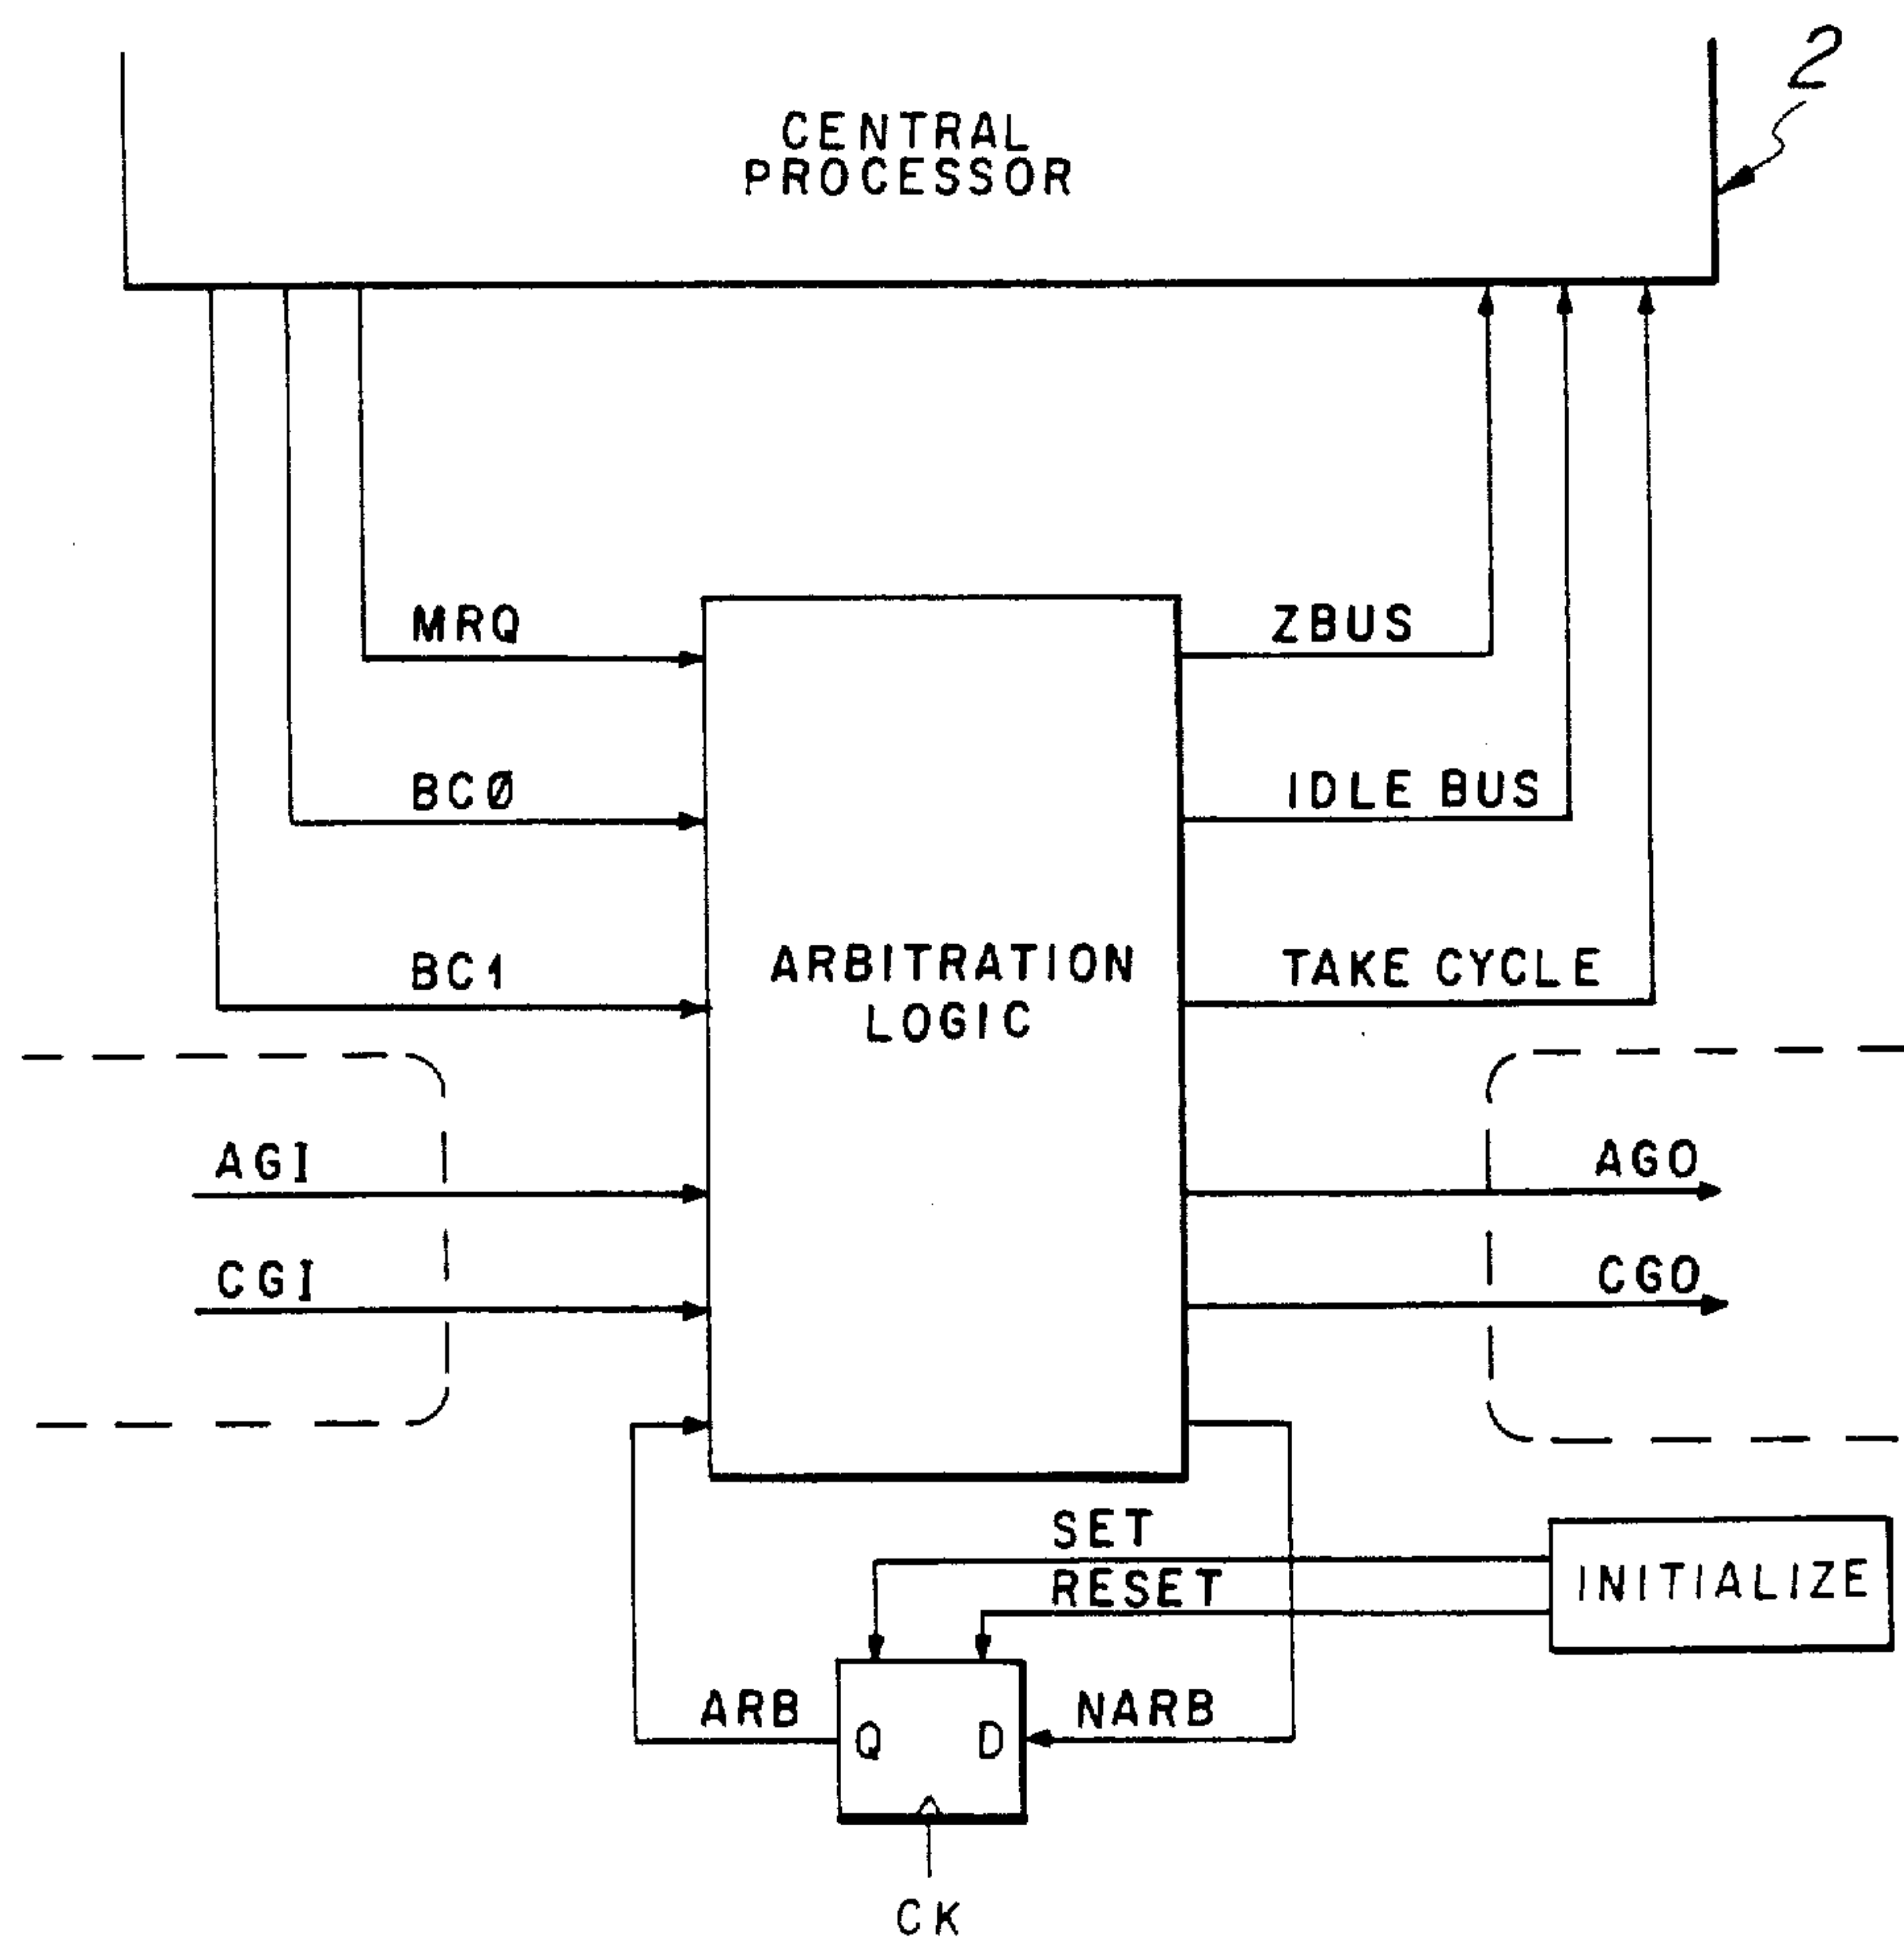 2
CENTRAL
PROCESSOR
MRQ
ZBUS
BCØ
IDLE BUS
BC1
TAKE CYCLE
ARBITRATION
LOGIC
AGI
AGO
CGI
CGO
SET
RESET
INITIALIZE
ARB
Q
D
NARB
CK